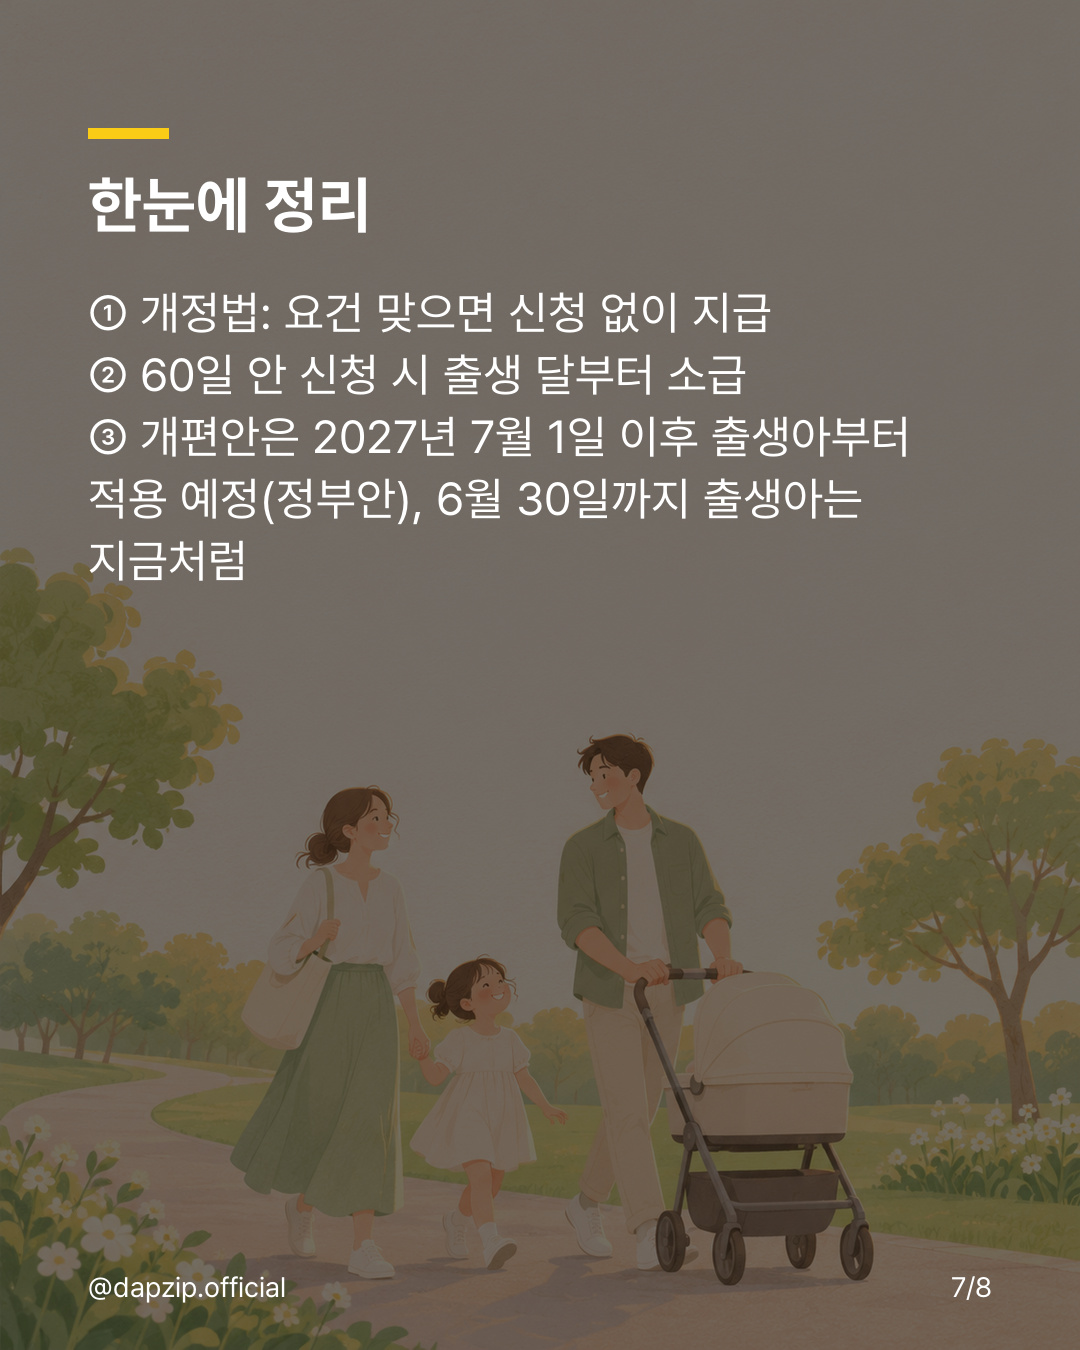 한눈에 정리
① 개정법: 요건 맞으면 신청 없이 지급
② 60일 안 신청 시 출생 달부터 소급
③ 개편안은 2027년 7월 1일 이후 출생아부터
적용 예정(정부안), 6월 30일까지 출생아는
지금처럼
@dapzip.official
7/8